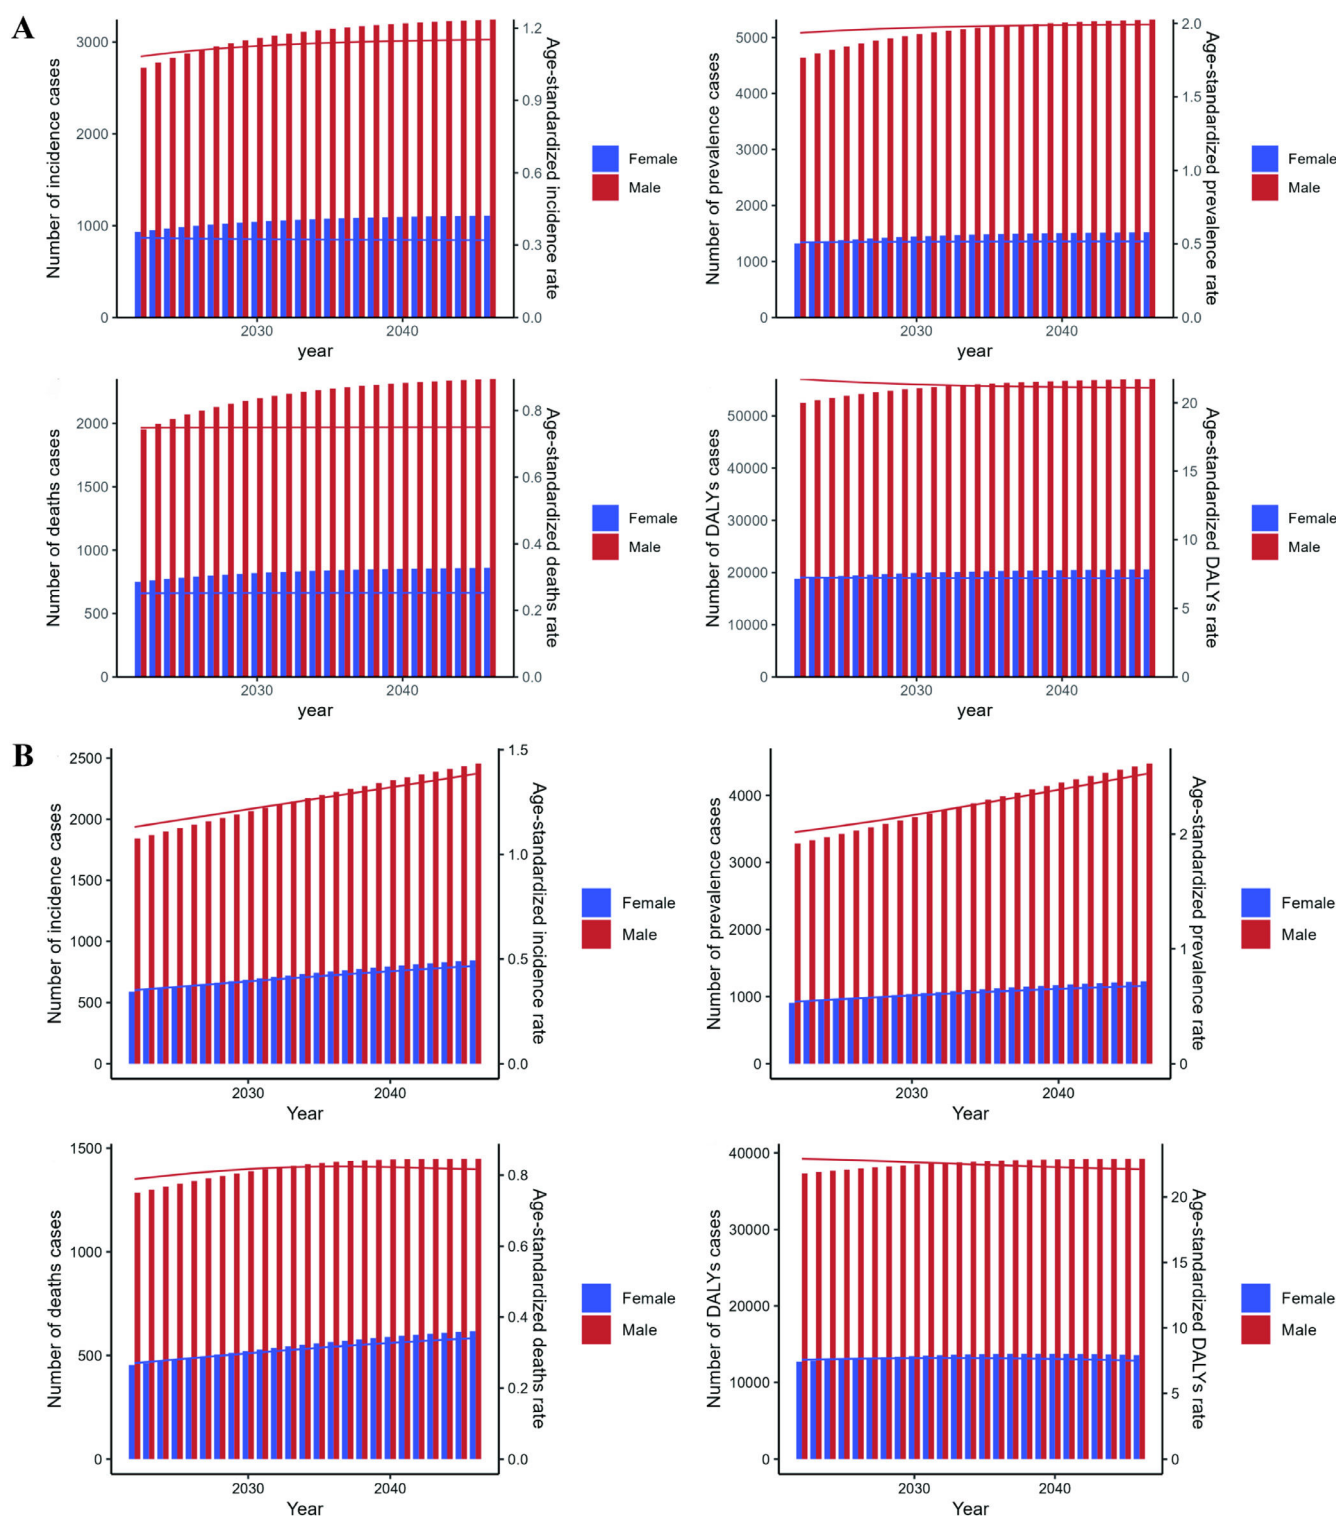 A
Number of incidence cases
3000
2000
1000
0
1.2
0.9
0.6
0.3
0.0
Age-standardized incidence rate
2030
2040
year
Female
Male
Number of prevalence cases
5000
4000
3000
2000
1000
0
2.0
1.5
1.0
0.5
0.0
Age-standardized prevalence rate
2030
2040
year
Female
Male
Number of deaths cases
2000
1500
1000
500
0
0.8
0.6
0.4
0.2
0.0
Age-standardized deaths rate
2030
2040
year
Female
Male
Number of DALYs cases
50000
40000
30000
20000
10000
0
20
15
10
5
0
Age-standardized DALYs rate
2030
2040
year
Female
Male
B
Number of incidence cases
2500
2000
1500
1000
500
0
1.5
1.0
0.5
0.0
Age-standardized incidence rate
2030
2040
Year
Female
Male
Number of prevalence cases
4000
3000
2000
1000
0
2
1
0
Age-standardized prevalence rate
2030
2040
Year
Female
Male
Number of deaths cases
1500
1000
500
0
0.8
0.6
0.4
0.2
0.0
Age-standardized deaths rate
2030
2040
Year
Female
Male
Number of DALYs cases
40000
30000
20000
10000
0
20
15
10
5
0
Age-standardized DALYs rate
2030
2040
Year
Female
Male